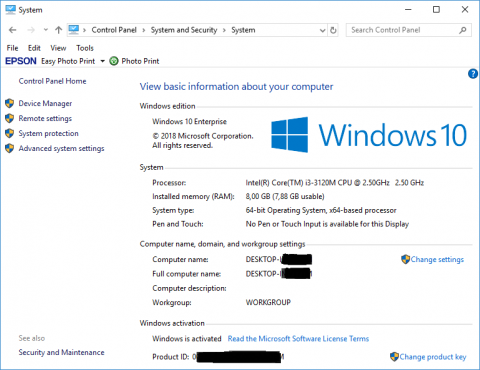 System
Control Panel > System and Security > System
Search Control Panel
File Edit View Tools
EPSON Easy Photo Print Photo Print
Control Panel Home
Device Manager
Remote settings
System protection
Advanced system settings
View basic information about your computer
Windows edition
Windows 10 Enterprise
© 2018 Microsoft Corporation.
All rights reserved.
Windows 10
System
Processor: Intel(R) Core(TM) i3-3120M CPU @ 2.50GHz 2.50 GHz
Installed memory (RAM): 8,00 GB (7,88 GB usable)
System type: 64-bit Operating System, x64-based processor
Pen and Touch: No Pen or Touch Input is available for this Display
Computer name, domain, and workgroup settings
Computer name: DESKTOP-
Change settings
Full computer name: DESKTOP-
Computer description:
Workgroup: WORKGROUP
Windows activation
Windows is activated Read the Microsoft Software License Terms
Product ID: 0
Change product key
See also
Security and Maintenance